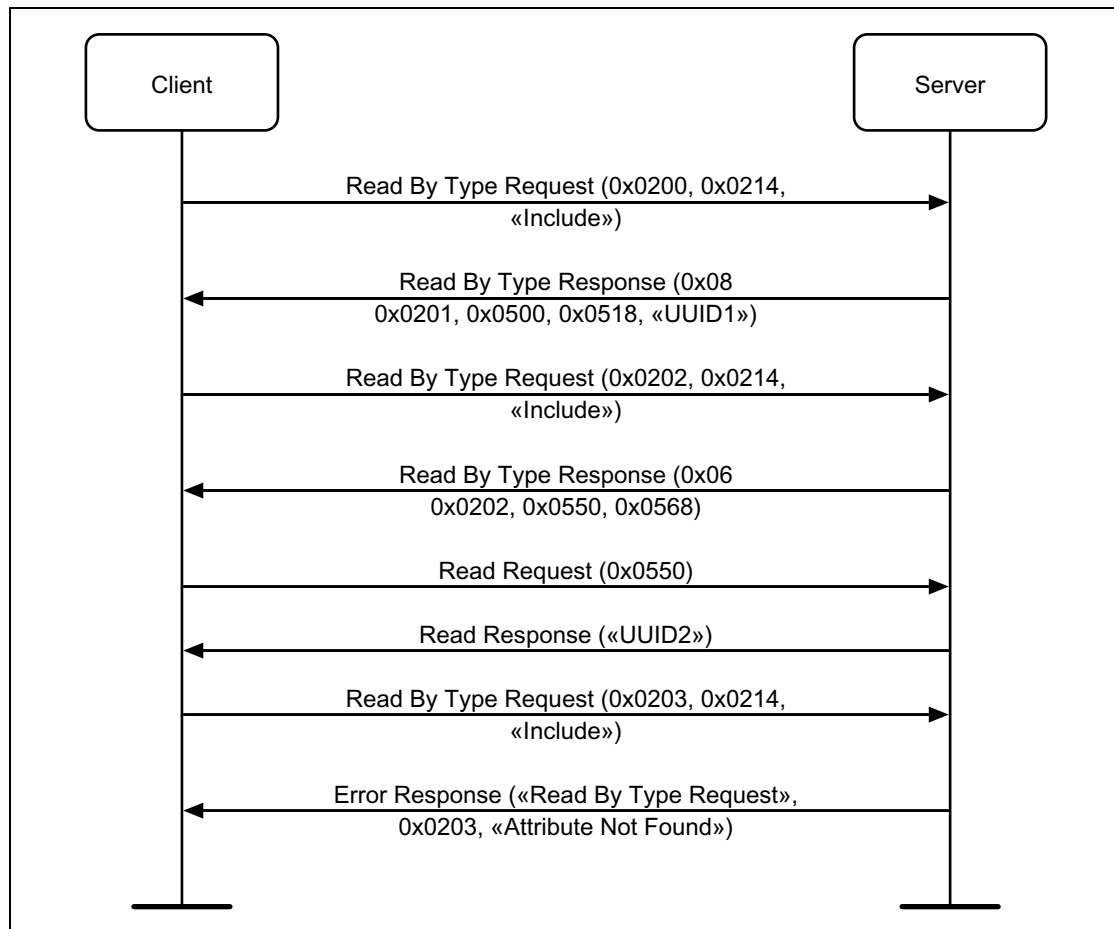 Client
Server
Read By Type Request (0x0200, 0x0214,
«Include»)
Read By Type Response (0x08
0x0201, 0x0500, 0x0518, «UUID1»)
Read By Type Request (0x0202, 0x0214,
«Include»)
Read By Type Response (0x06
0x0202, 0x0550, 0x0568)
Read Request (0x0550)
Read Response («UUID2»)
Read By Type Request (0x0203, 0x0214,
«Include»)
Error Response («Read By Type Request»,
0x0203, «Attribute Not Found»)